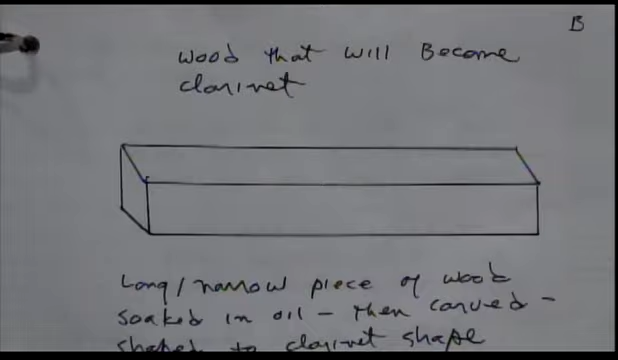 B
wood that will Become
clarinet
Long/narrow piece of wood
soaked in oil - then carved -
shaped to clarinet shape